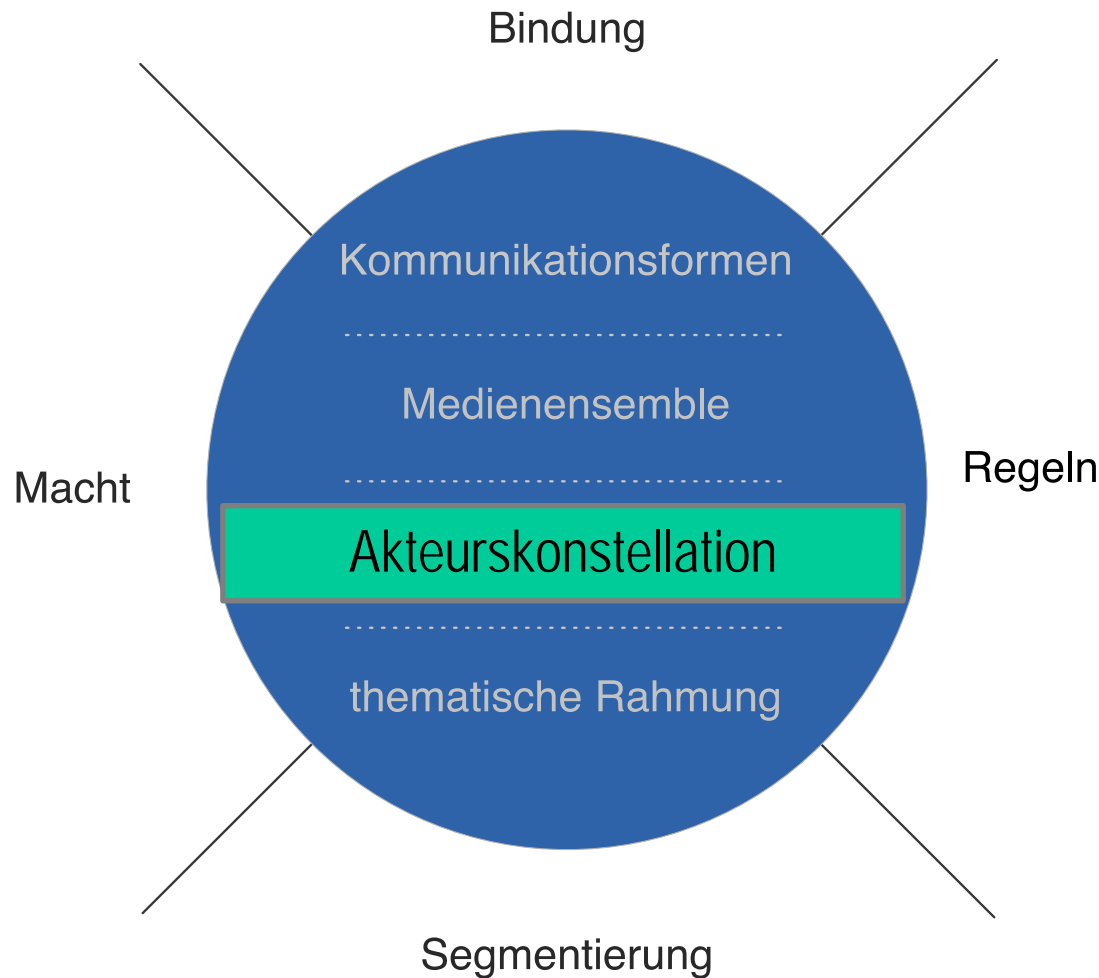 Bindung
Kommunikationsformen
Medienensemble
Macht
Regeln
Akteurskonstellation
thematische Rahmung
Segmentierung